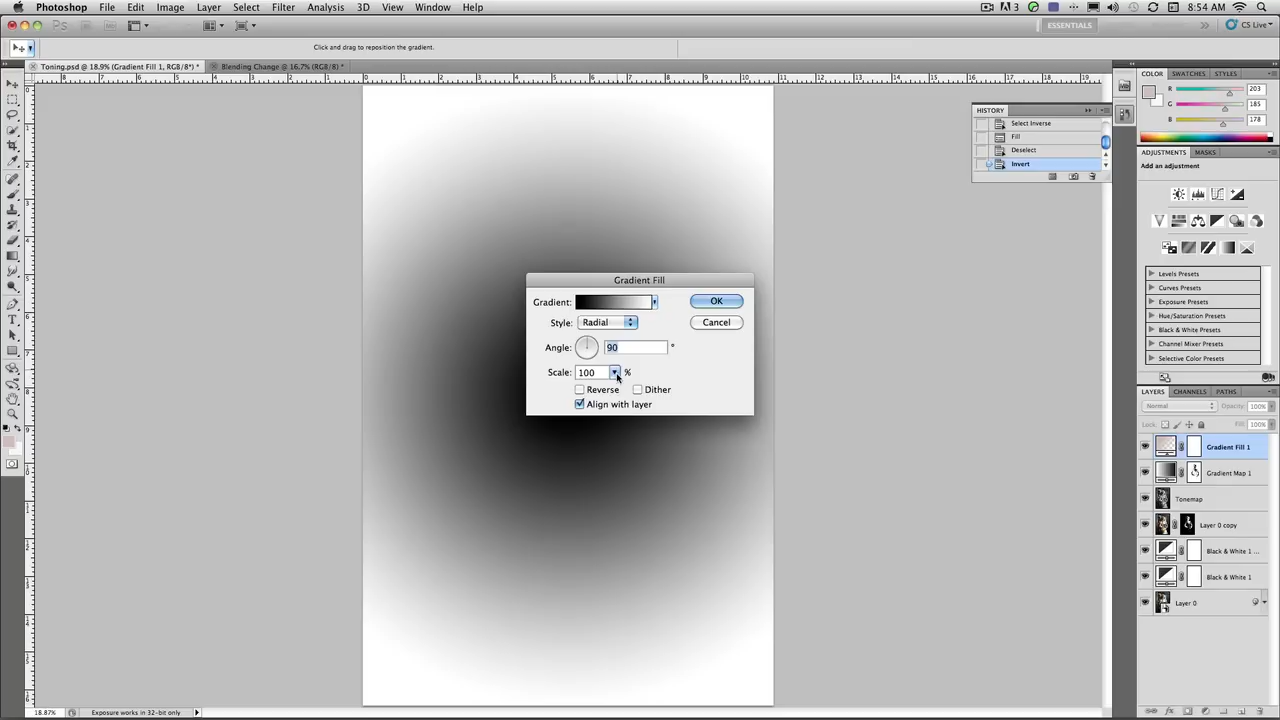 Photoshop File Edit Image Layer Select Filter Analysis 3D View Window Help
3 8:54 AM
Ps 18.9 ESSENTIALS CS Live
Click and drag to reposition the gradient.
Toning.psd @ 18.9% (Gradient Fill 1, RGB/8*) *
Blending Change @ 16.7% (RGB/8) *
HISTORY
Select Inverse
Fill
Deselect
Invert
Gradient Fill
Gradient:
OK
Style: Radial
Cancel
Angle: 90 °
Scale: 100 %
Reverse Dither
Align with layer
COLOR SWATCHES STYLES
R 203
G 185
B 178
ADJUSTMENTS MASKS
Add an adjustment
Levels Presets
Curves Presets
Exposure Presets
Hue/Saturation Presets
Black & White Presets
Channel Mixer Presets
Selective Color Presets
LAYERS CHANNELS PATHS
Normal Opacity: 100%
Lock: Fill: 100%
Gradient Fill 1
Gradient Map 1
Tonemap
Layer 0 copy
Black & White 1 ...
Black & White 1
Layer 0
18.87% Exposure works in 32-bit only